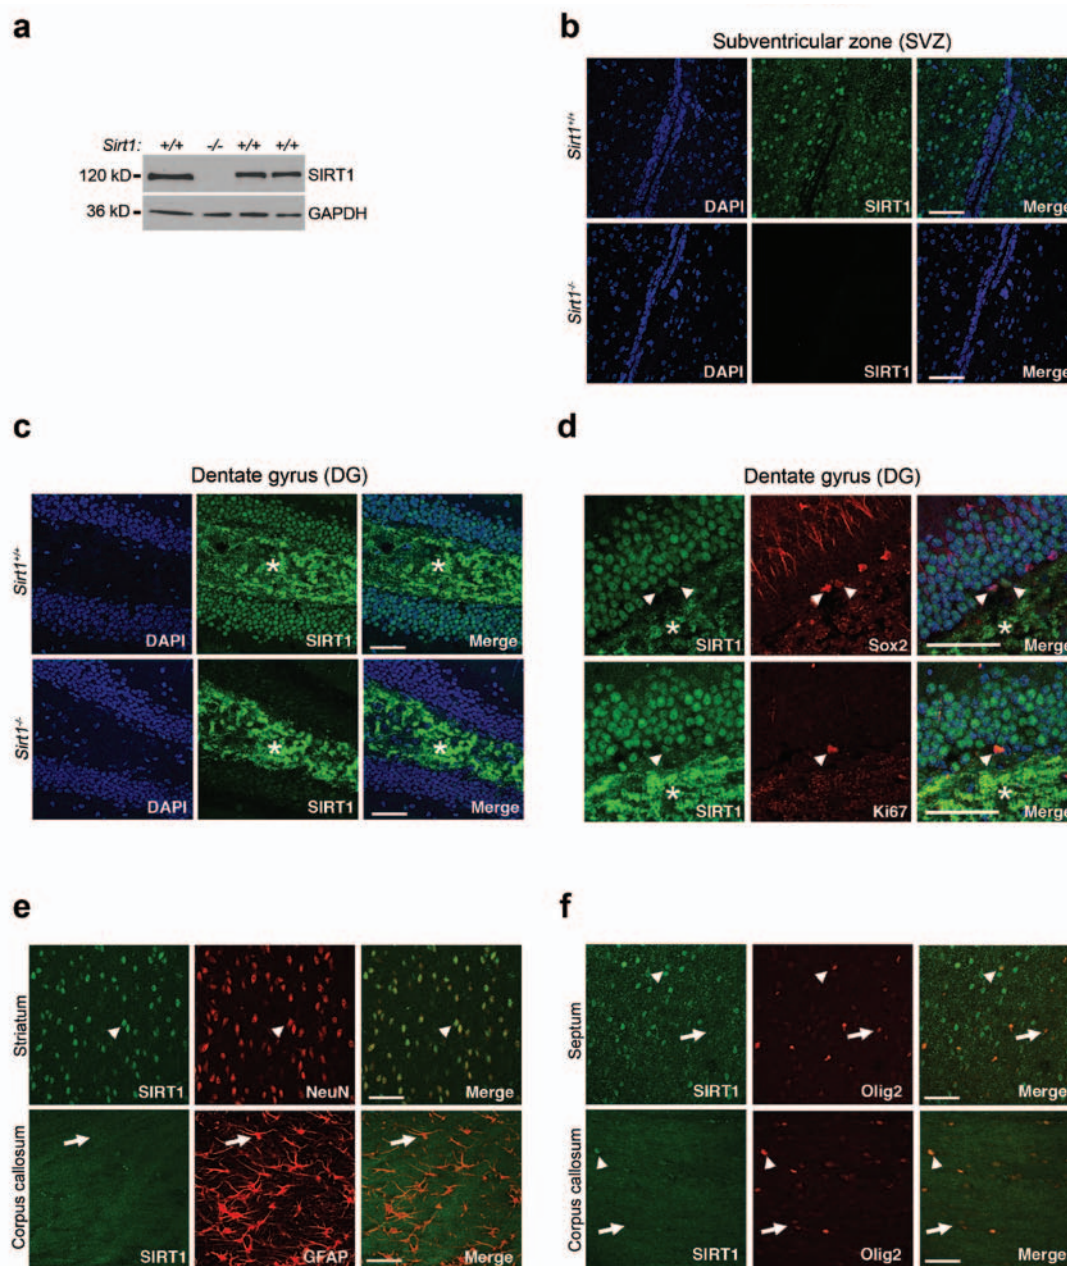 a
Sirt1: +/+ -/- +/+ +/+
120 kD SIRT1
36 kD GAPDH
b
Subventricular zone (SVZ)
Sirt1+/+
DAPI SIRT1 Merge
Sirt1-/-
DAPI SIRT1 Merge
c
Dentate gyrus (DG)
Sirt1+/+
DAPI SIRT1 Merge
Sirt1-/-
DAPI SIRT1 Merge
d
Dentate gyrus (DG)
SIRT1 Sox2 Merge
SIRT1 Ki67 Merge
e
Striatum
SIRT1 NeuN Merge
Corpus callosum
SIRT1 GFAP Merge
f
Septum
SIRT1 Olig2 Merge
Corpus callosum
SIRT1 Olig2 Merge